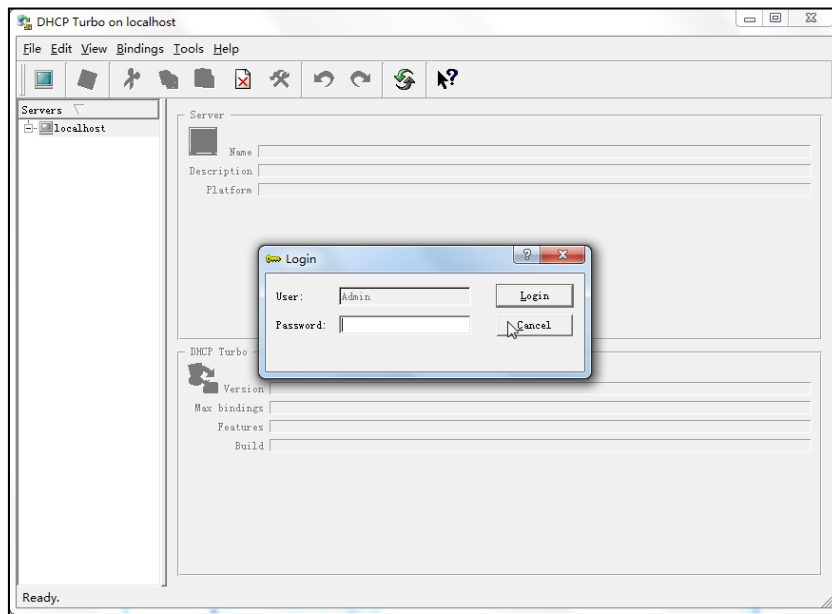 DHCP Turbo on localhost
File Edit View Bindings Tools Help
Servers
localhost
Server
Name
Description
Platform
Login
User: Admin Login
Password: Cancel
DHCP Turbo
Version
Max bindings
Features
Build
Ready.